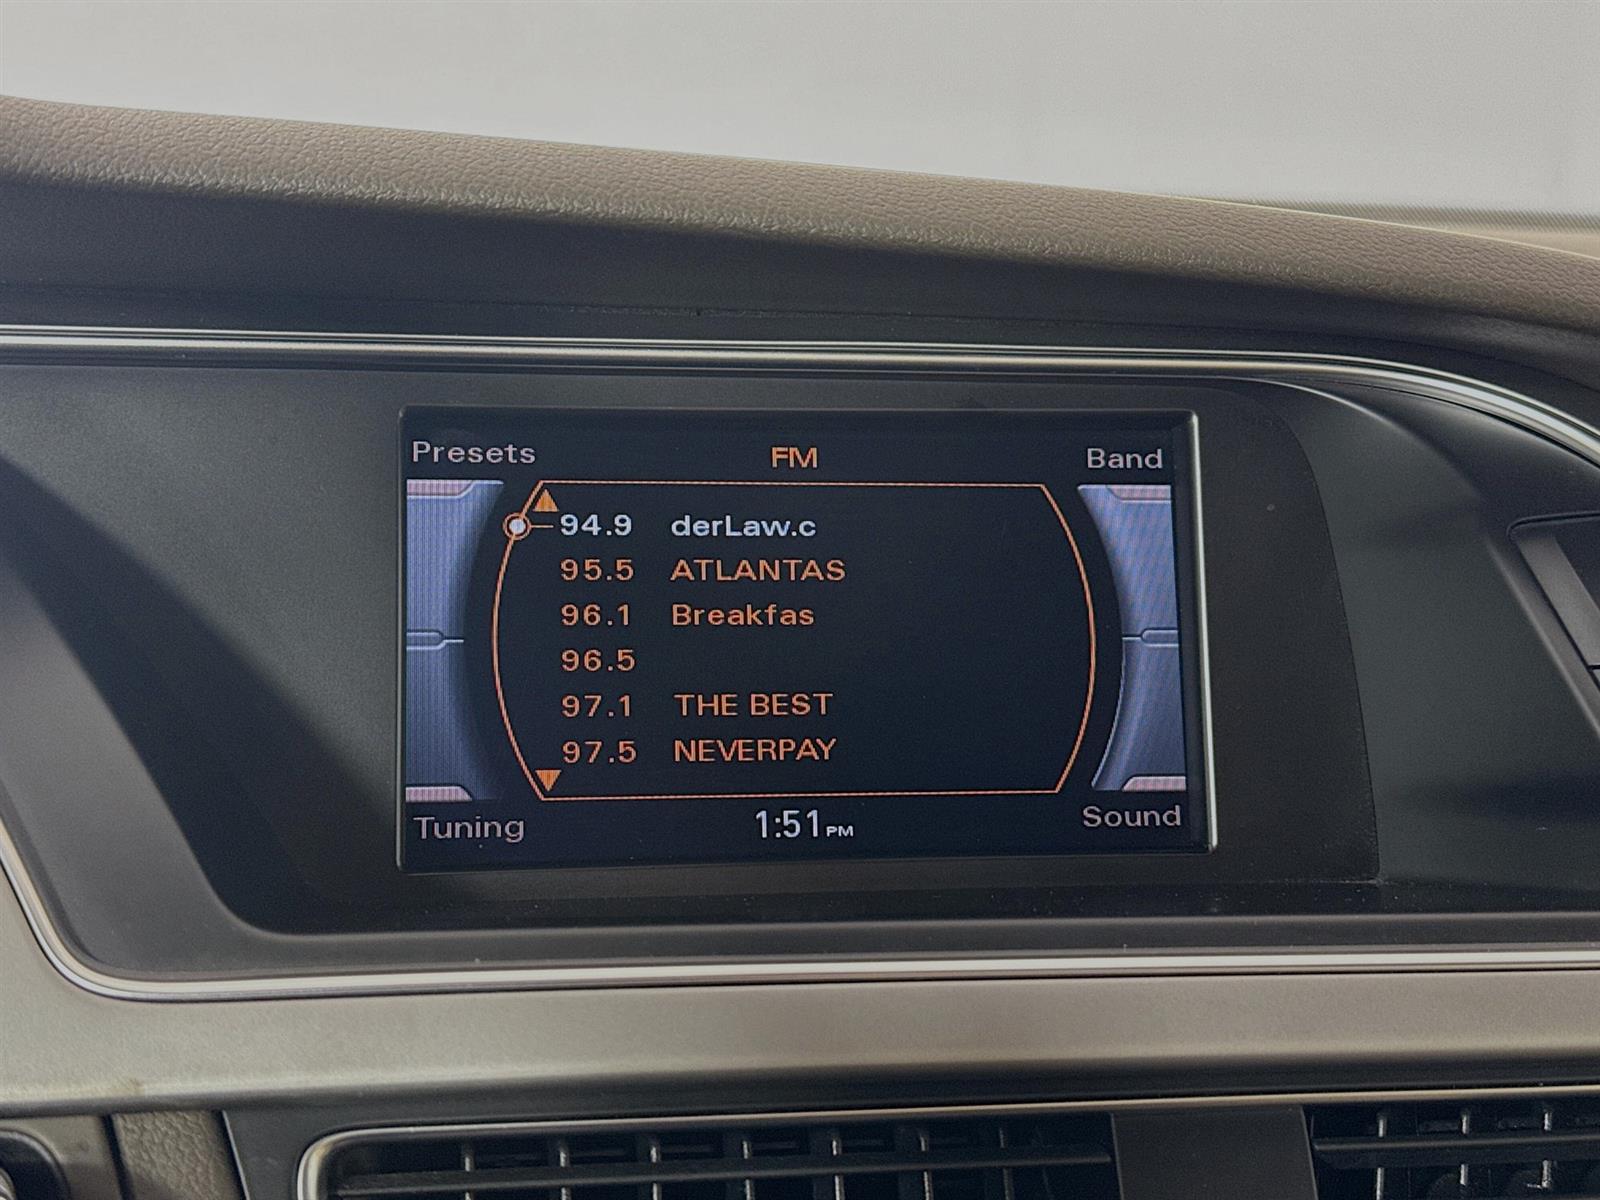 Presets FM Band
94.9 derLaw.c
95.5 ATLANTAS
96.1 Breakfas
96.5
97.1 THE BEST
97.5 NEVERPAY
Tuning 1:51 PM Sound